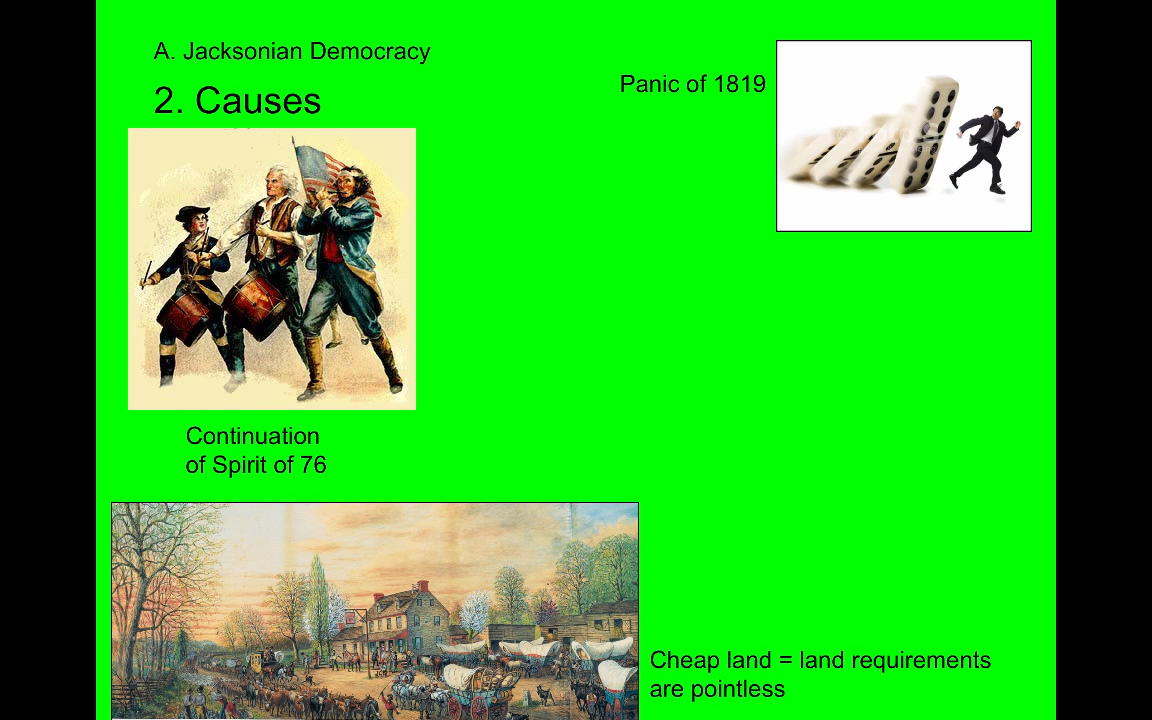 A. Jacksonian Democracy
2. Causes
Panic of 1819
Continuation
of Spirit of 76
Cheap land = land requirements
are pointless